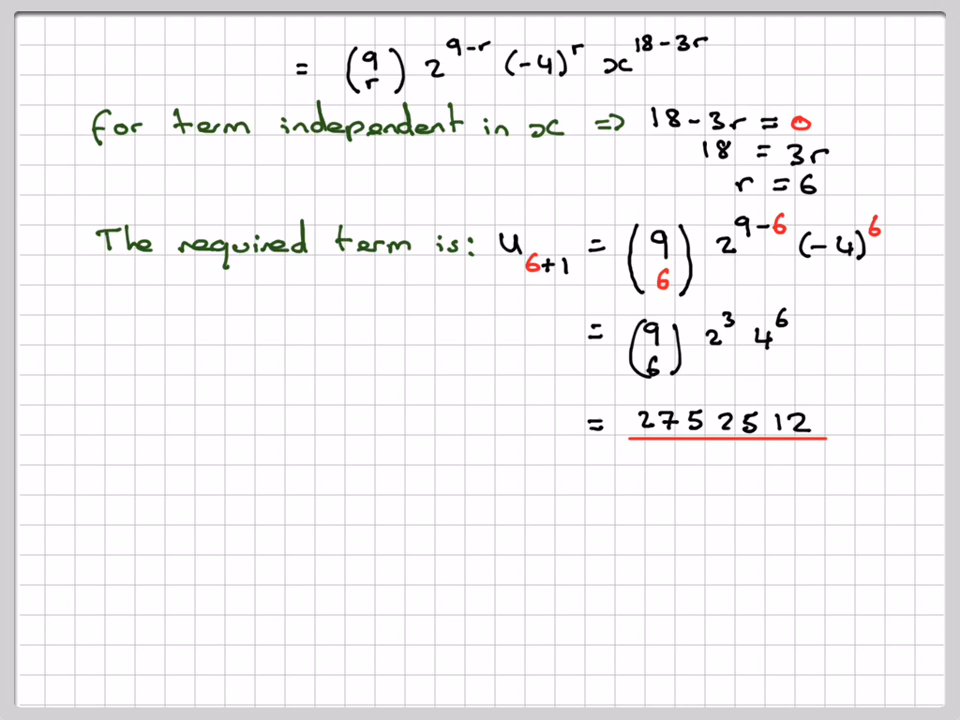 = (9 r) 2^{9-r} (-4)^r x^{18-3r}
For term independent in x => 18-3r = 0
18 = 3r
r = 6
The required term is: u_{6+1} = (9 6) 2^{9-6} (-4)^6
= (9 6) 2^3 4^6
= 2752512